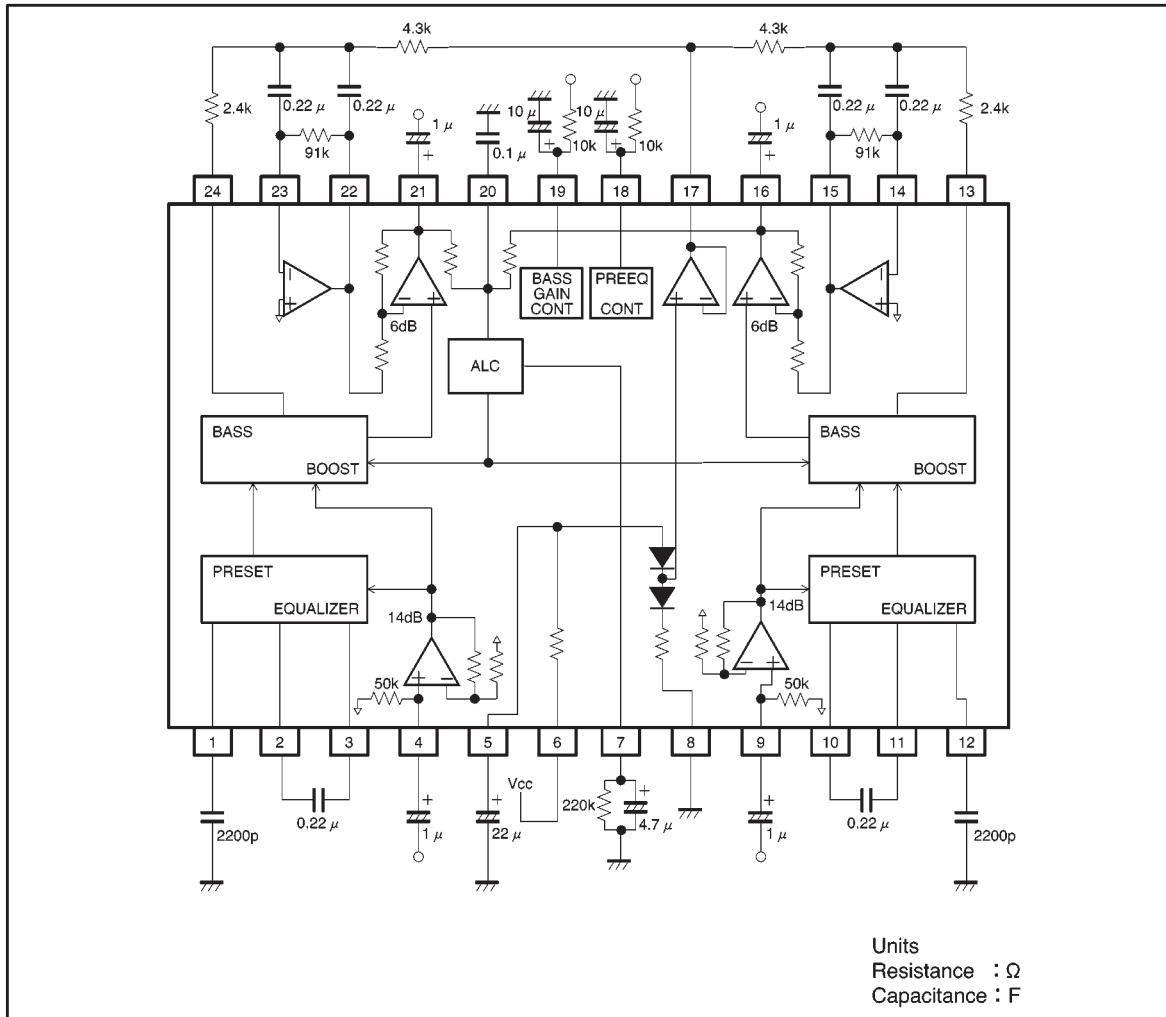 4.3k
4.3k
2.4k
0.22 μ
0.22 μ
91k
1 μ
+
0.1 μ
10 μ
+
10k
10 μ
+
10k
1 μ
+
0.22 μ
0.22 μ
91k
2.4k
24
23
22
21
20
19
18
17
16
15
14
13
BASS
GAIN
CONT
PREEQ
CONT
− +
− +
− +
− +
− +
6dB
6dB
ALC
BASS
BOOST
BASS
BOOST
PRESET
EQUALIZER
PRESET
EQUALIZER
14dB
14dB
+ −
− +
50k
50k
1
2
3
4
5
6
7
8
9
10
11
12
2200p
0.22 μ
+
1 μ
+
22 μ
Vcc
220k
+
4.7 μ
+
1 μ
0.22 μ
2200p
Units
Resistance : Ω
Capacitance : F